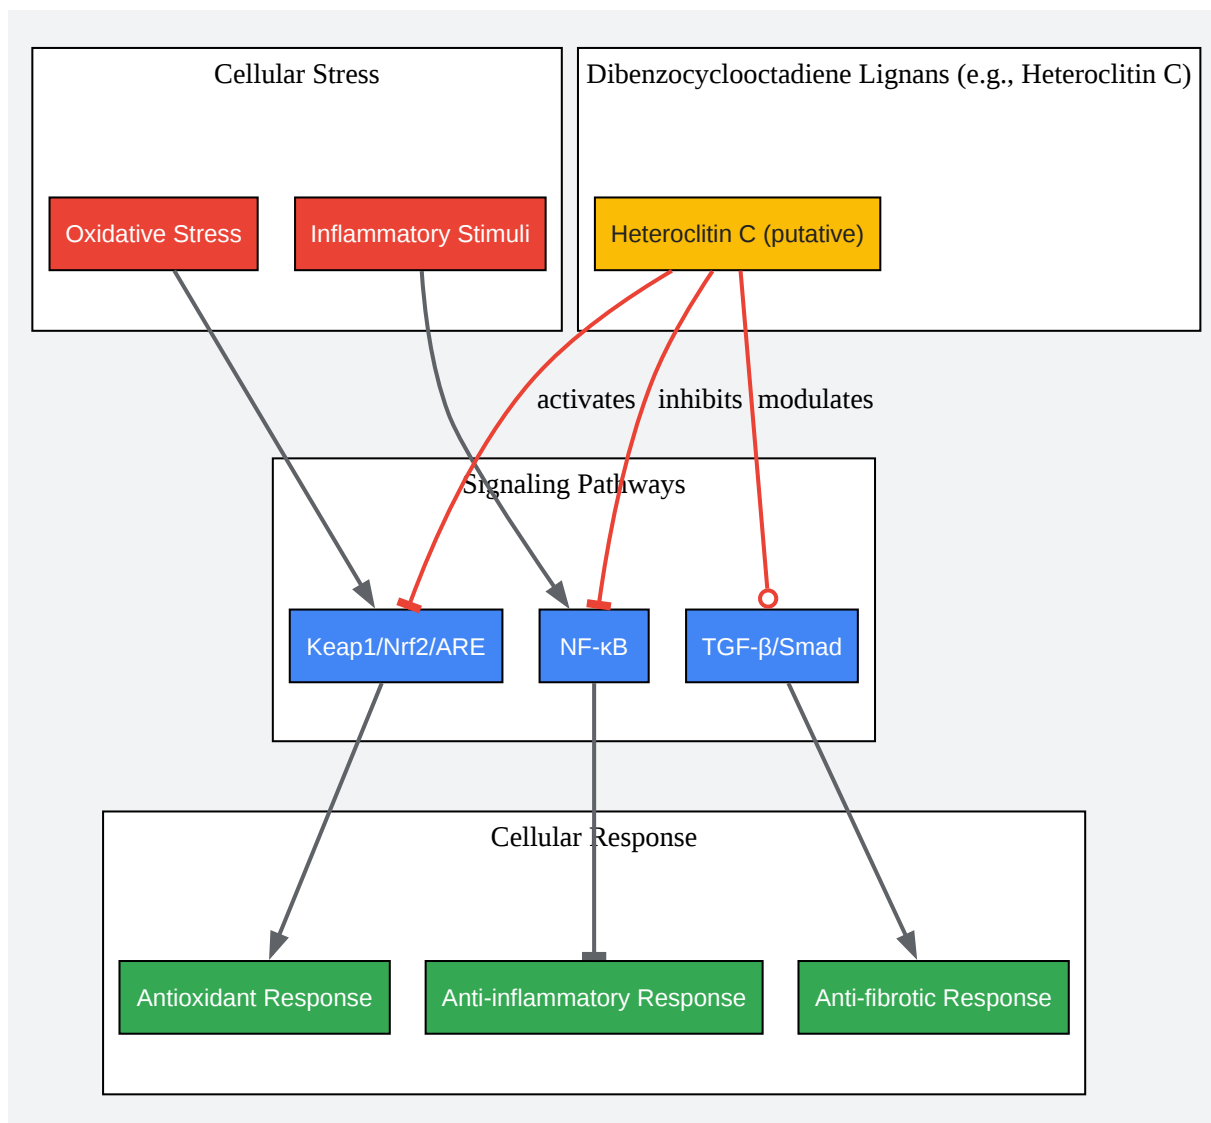 Cellular Stress
Dibenzocyclooctadiene Lignans (e.g., Heteroclitin C)
Oxidative Stress
Inflammatory Stimuli
Heteroclitin C (putative)
activates
inhibits
modulates
Signaling Pathways
Keap1/Nrf2/ARE
NF-κB
TGF-β/Smad
Cellular Response
Antioxidant Response
Anti-inflammatory Response
Anti-fibrotic Response